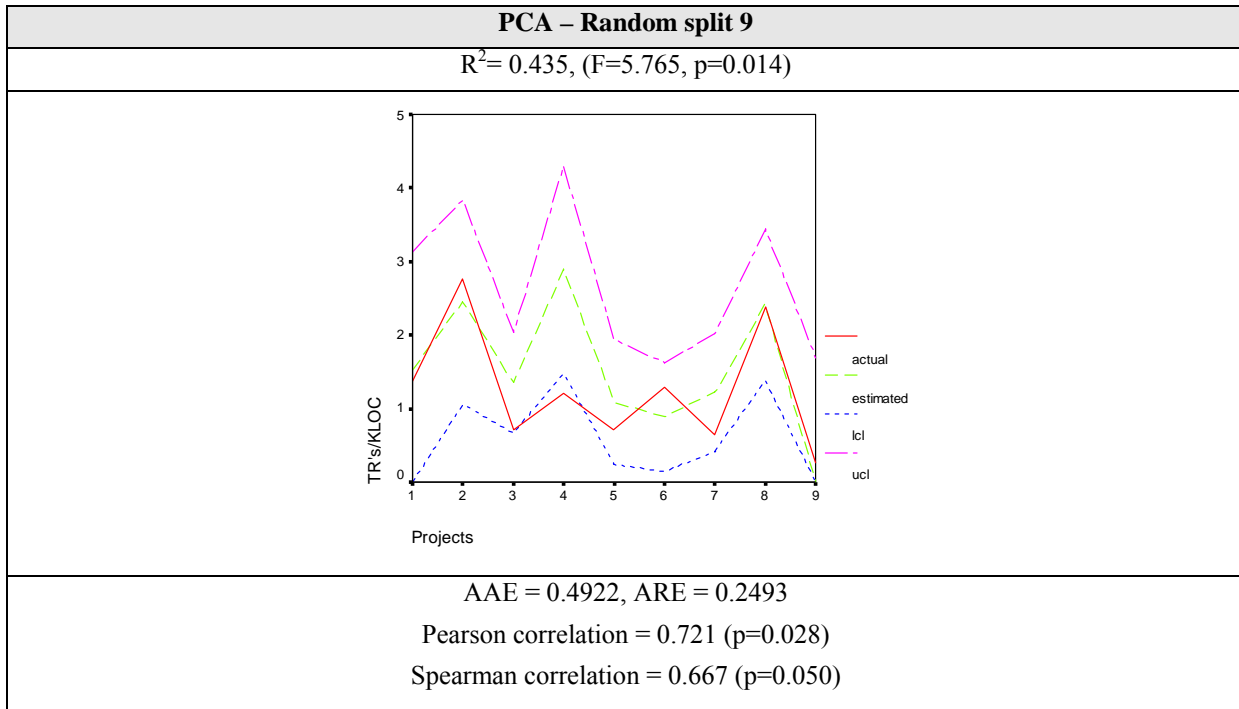 PCA – Random split 9
R²= 0.435, (F=5.765, p=0.014)
5
4
3
2
1
0
TR's/KLOC
1 2 3 4 5 6 7 8 9
Projects
actual
estimated
lcl
ucl
AAE = 0.4922, ARE = 0.2493
Pearson correlation = 0.721 (p=0.028)
Spearman correlation = 0.667 (p=0.050)